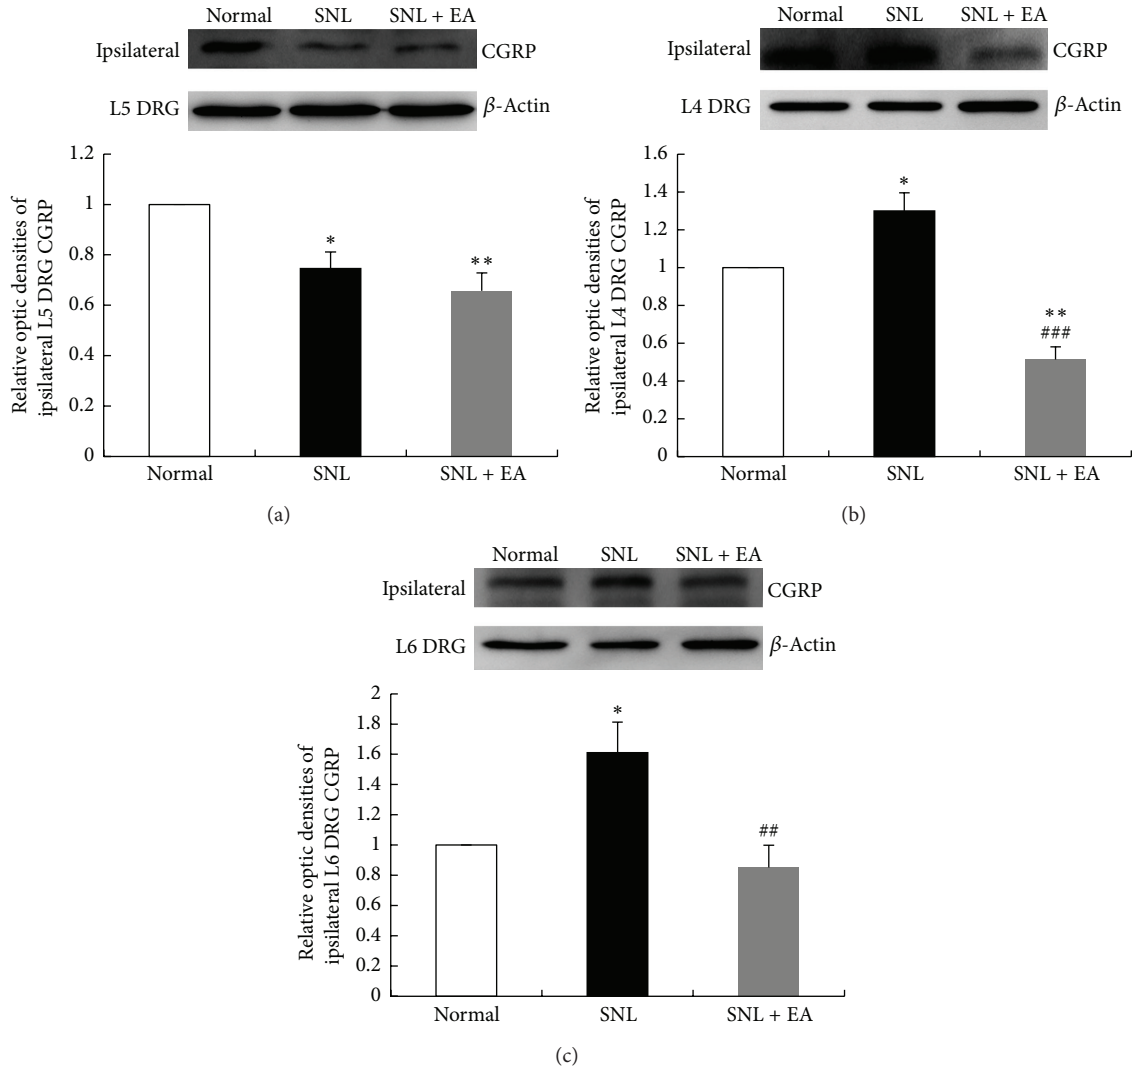 Normal SNL SNL + EA
Ipsilateral CGRP
L5 DRG β-Actin
Relative optic densities of
ipsilateral L5 DRG CGRP
1.2
1
0.8
0.6
0.4
0.2
0
*
**
Normal SNL SNL + EA
(a)
Normal SNL SNL + EA
Ipsilateral CGRP
L4 DRG β-Actin
Relative optic densities of
ipsilateral L4 DRG CGRP
1.6
1.4
1.2
1
0.8
0.6
0.4
0.2
0
*
**
###
Normal SNL SNL + EA
(b)
Normal SNL SNL + EA
Ipsilateral CGRP
L6 DRG β-Actin
Relative optic densities of
ipsilateral L6 DRG CGRP
2
1.8
1.6
1.4
1.2
1
0.8
0.6
0.4
0.2
0
*
##
Normal SNL SNL + EA
(c)